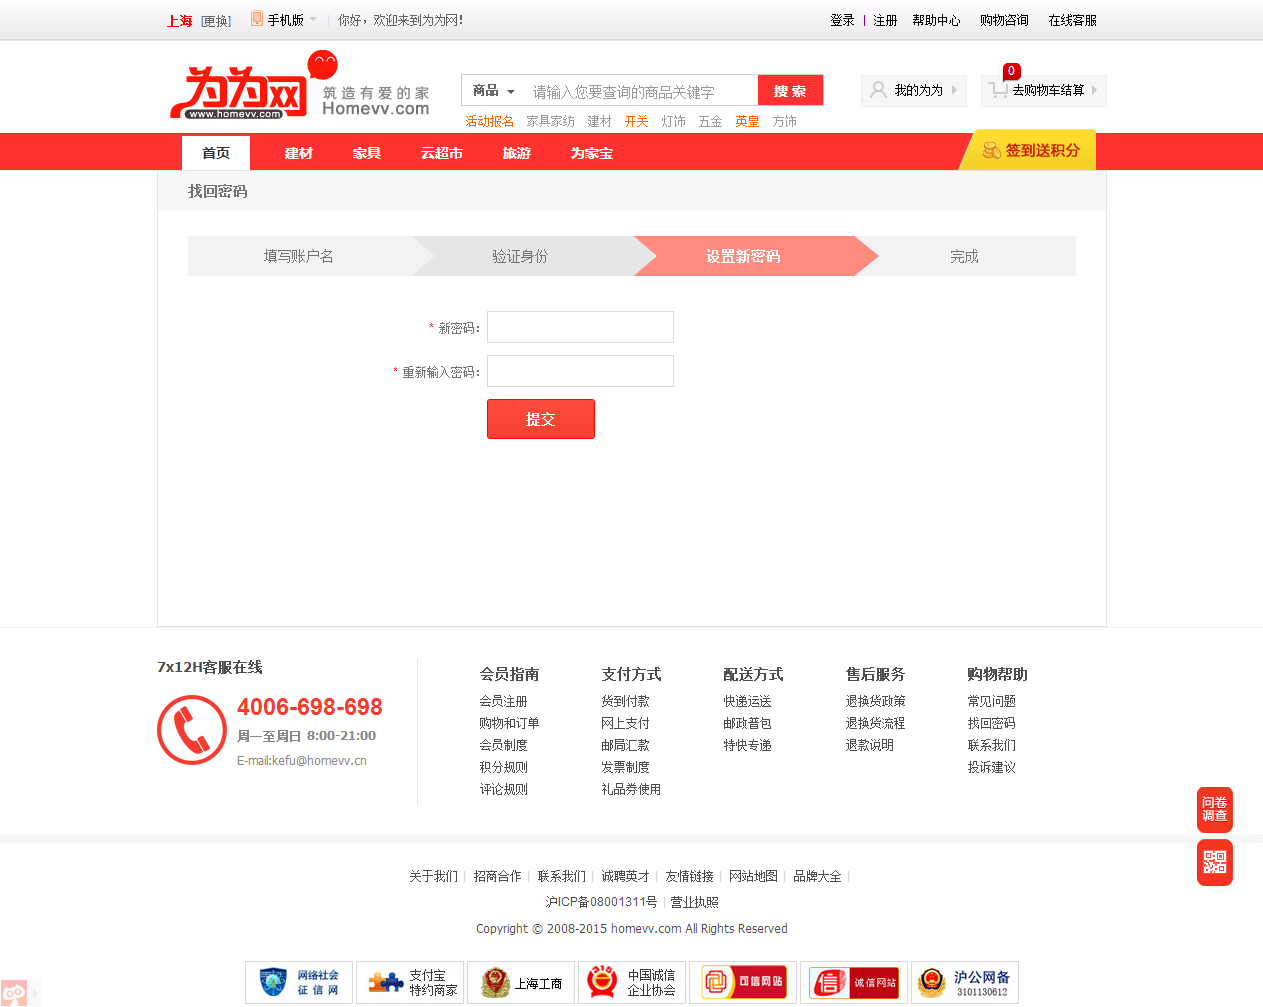 上海 [更换] 手机版 你好，欢迎来到为为网！ 登录 注册 帮助中心 购物咨询 在线客服
为为网
www.homevv.com
筑造有爱的家
Homevv.com
商品 请输入您要查询的商品关键字 搜 索
我的为为
0
去购物车结算
活动报名 家具家纺 建材 开关 灯饰 五金 英皇 方饰
首页 建材 家具 云超市 旅游 为家宝 签到送积分
找回密码
填写账户名 验证身份 设置新密码 完成
* 新密码：
* 重新输入密码：
提交
7x12H客服在线
4006-698-698
周一至周日 8:00-21:00
E-mail:kefu@homevv.cn
会员指南
会员注册
购物和订单
会员制度
积分规则
评论规则
支付方式
货到付款
网上支付
邮局汇款
发票制度
礼品券使用
配送方式
快递运送
邮政普包
特快专递
售后服务
退换货政策
退换货流程
退款说明
购物帮助
常见问题
找回密码
联系我们
投诉建议
问卷
调查
关于我们 招商合作 联系我们 诚聘英才 友情链接 网站地图 品牌大全
沪ICP备08001311号 营业执照
Copyright © 2008-2015 homevv.com All Rights Reserved
网络社会
征信网
支付宝
特约商家
上海工商
中国诚信
企业协会
可信网站
诚信网站
沪公网备
3101130612